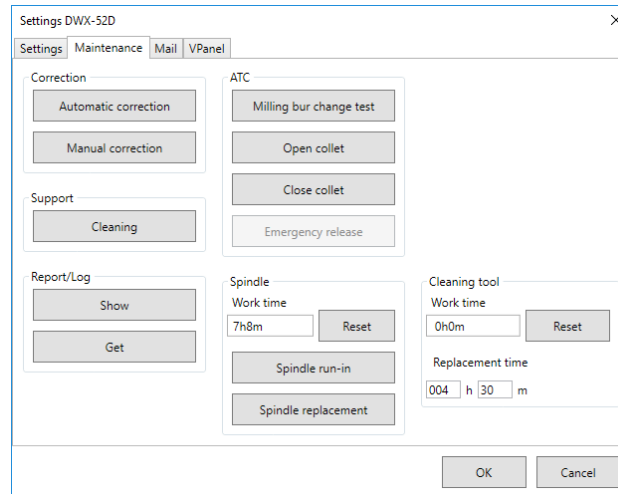 Settings DWX-52D
Settings Maintenance Mail VPanel
Correction
Automatic correction
Manual correction
Support
Cleaning
Report/Log
Show
Get
ATC
Milling bur change test
Open collet
Close collet
Emergency release
Spindle
Work time
7h8m Reset
Spindle run-in
Spindle replacement
Cleaning tool
Work time
0h0m Reset
Replacement time
004 h 30 m
OK Cancel